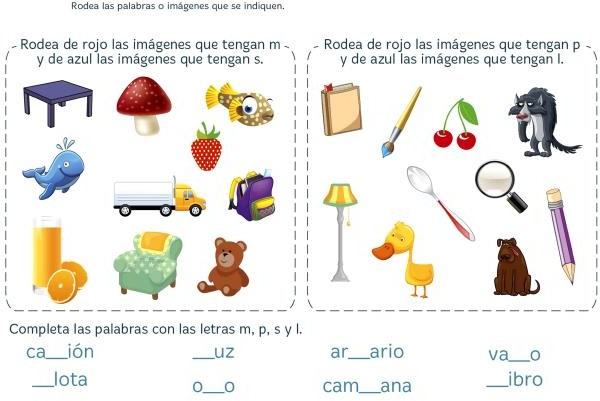 Rodea las palabras o imágenes que se indiquen.
Rodea de rojo las imágenes que tengan m
y de azul las imágenes que tengan s.
Rodea de rojo las imágenes que tengan p
y de azul las imágenes que tengan l.
Completa las palabras con las letras m, p, s y l.
ca__ión __uz ar__ario va__o
__lota o__o cam__ana __ibro